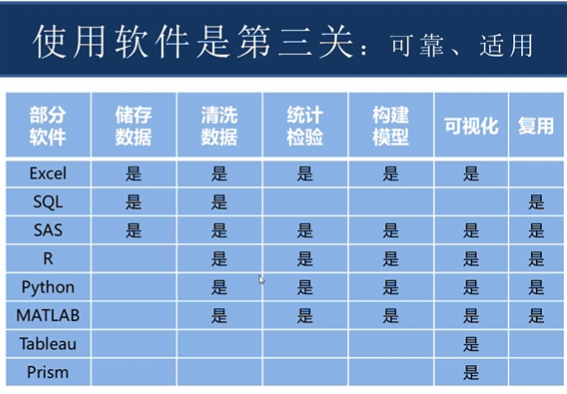 使用软件是第三关：可靠、适用
部分软件 储存数据 清洗数据 统计检验 构建模型 可视化 复用
Excel 是 是 是 是 是
SQL 是 是 是
SAS 是 是 是 是 是 是
R 是 是 是 是 是
Python 是 是 是 是 是
MATLAB 是 是 是 是 是
Tableau 是
Prism 是